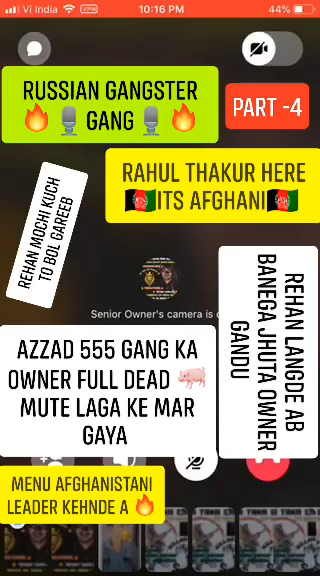 Vi India
VPN
10:16 PM
44%
RUSSIAN GANGSTER
🔥 🎙️ GANG 🎙️ 🔥
PART -4
RAHUL THAKUR HERE
🇦🇫ITS AFGHANI🇦🇫
REHAN MOCHI KUCH
TO BOL GAREEB
Senior Owner's camera is
REHAN LANGDE AB
BANEGA JHUTA OWNER
GANDU
AZZAD 555 GANG KA
OWNER FULL DEAD 🐖
MUTE LAGA KE MAR
GAYA
MENU AFGHANISTANI
LEADER KEHNDE A 🔥